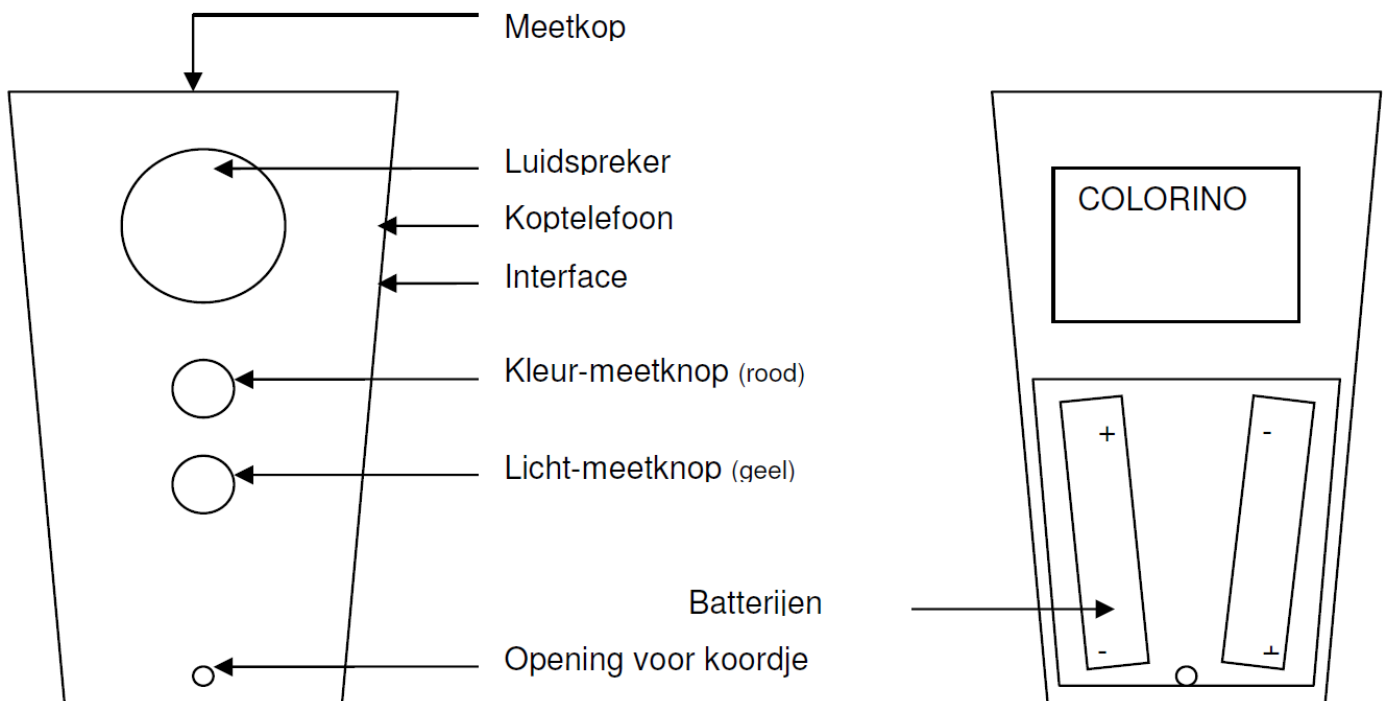 Meetkop
Luidspreker
Koptelefoon
COLORINO
Interface
Kleur-meetknop (rood)
Licht-meetknop (geel)
+ -
Batterijen
- +
Opening voor koordje